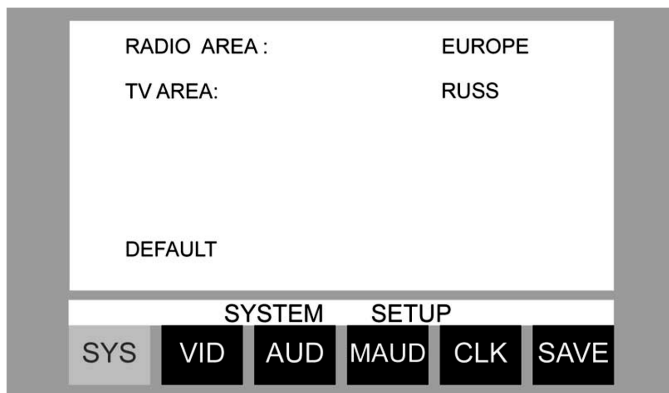 RADIO AREA : EUROPE
TV AREA: RUSS
DEFAULT
SYSTEM SETUP
SYS VID AUD MAUD CLK SAVE